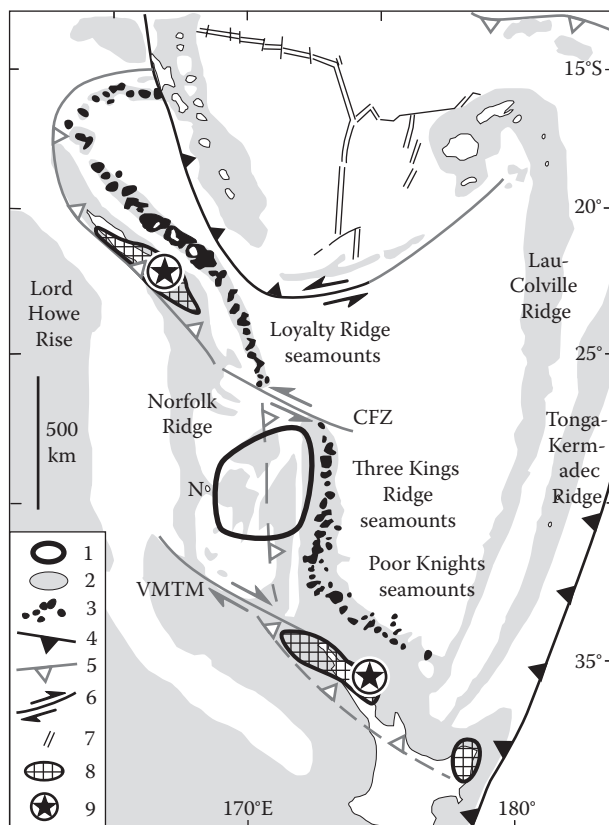 15°S
20°
Lau-
Colville
Ridge
Lord
Howe
Rise
Loyalty Ridge
seamounts
25°
Norfolk
Ridge
CFZ
500
km
Tonga-
Kerm-
adec
Ridge
N
Three Kings
Ridge
seamounts
Poor Knights
seamounts
VMTM
35°
1
2
3
4
5
6
7
8
9
170°E
180°